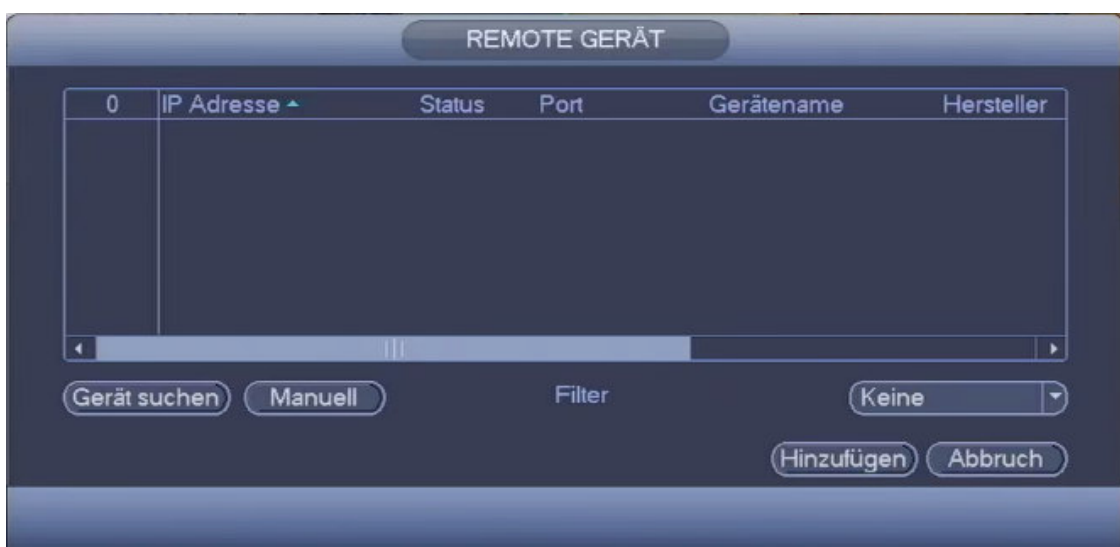 REMOTE GERÄT
0 IP Adresse Status Port Gerätename Hersteller
Gerät suchen Manuell Filter Keine
Hinzufügen Abbruch